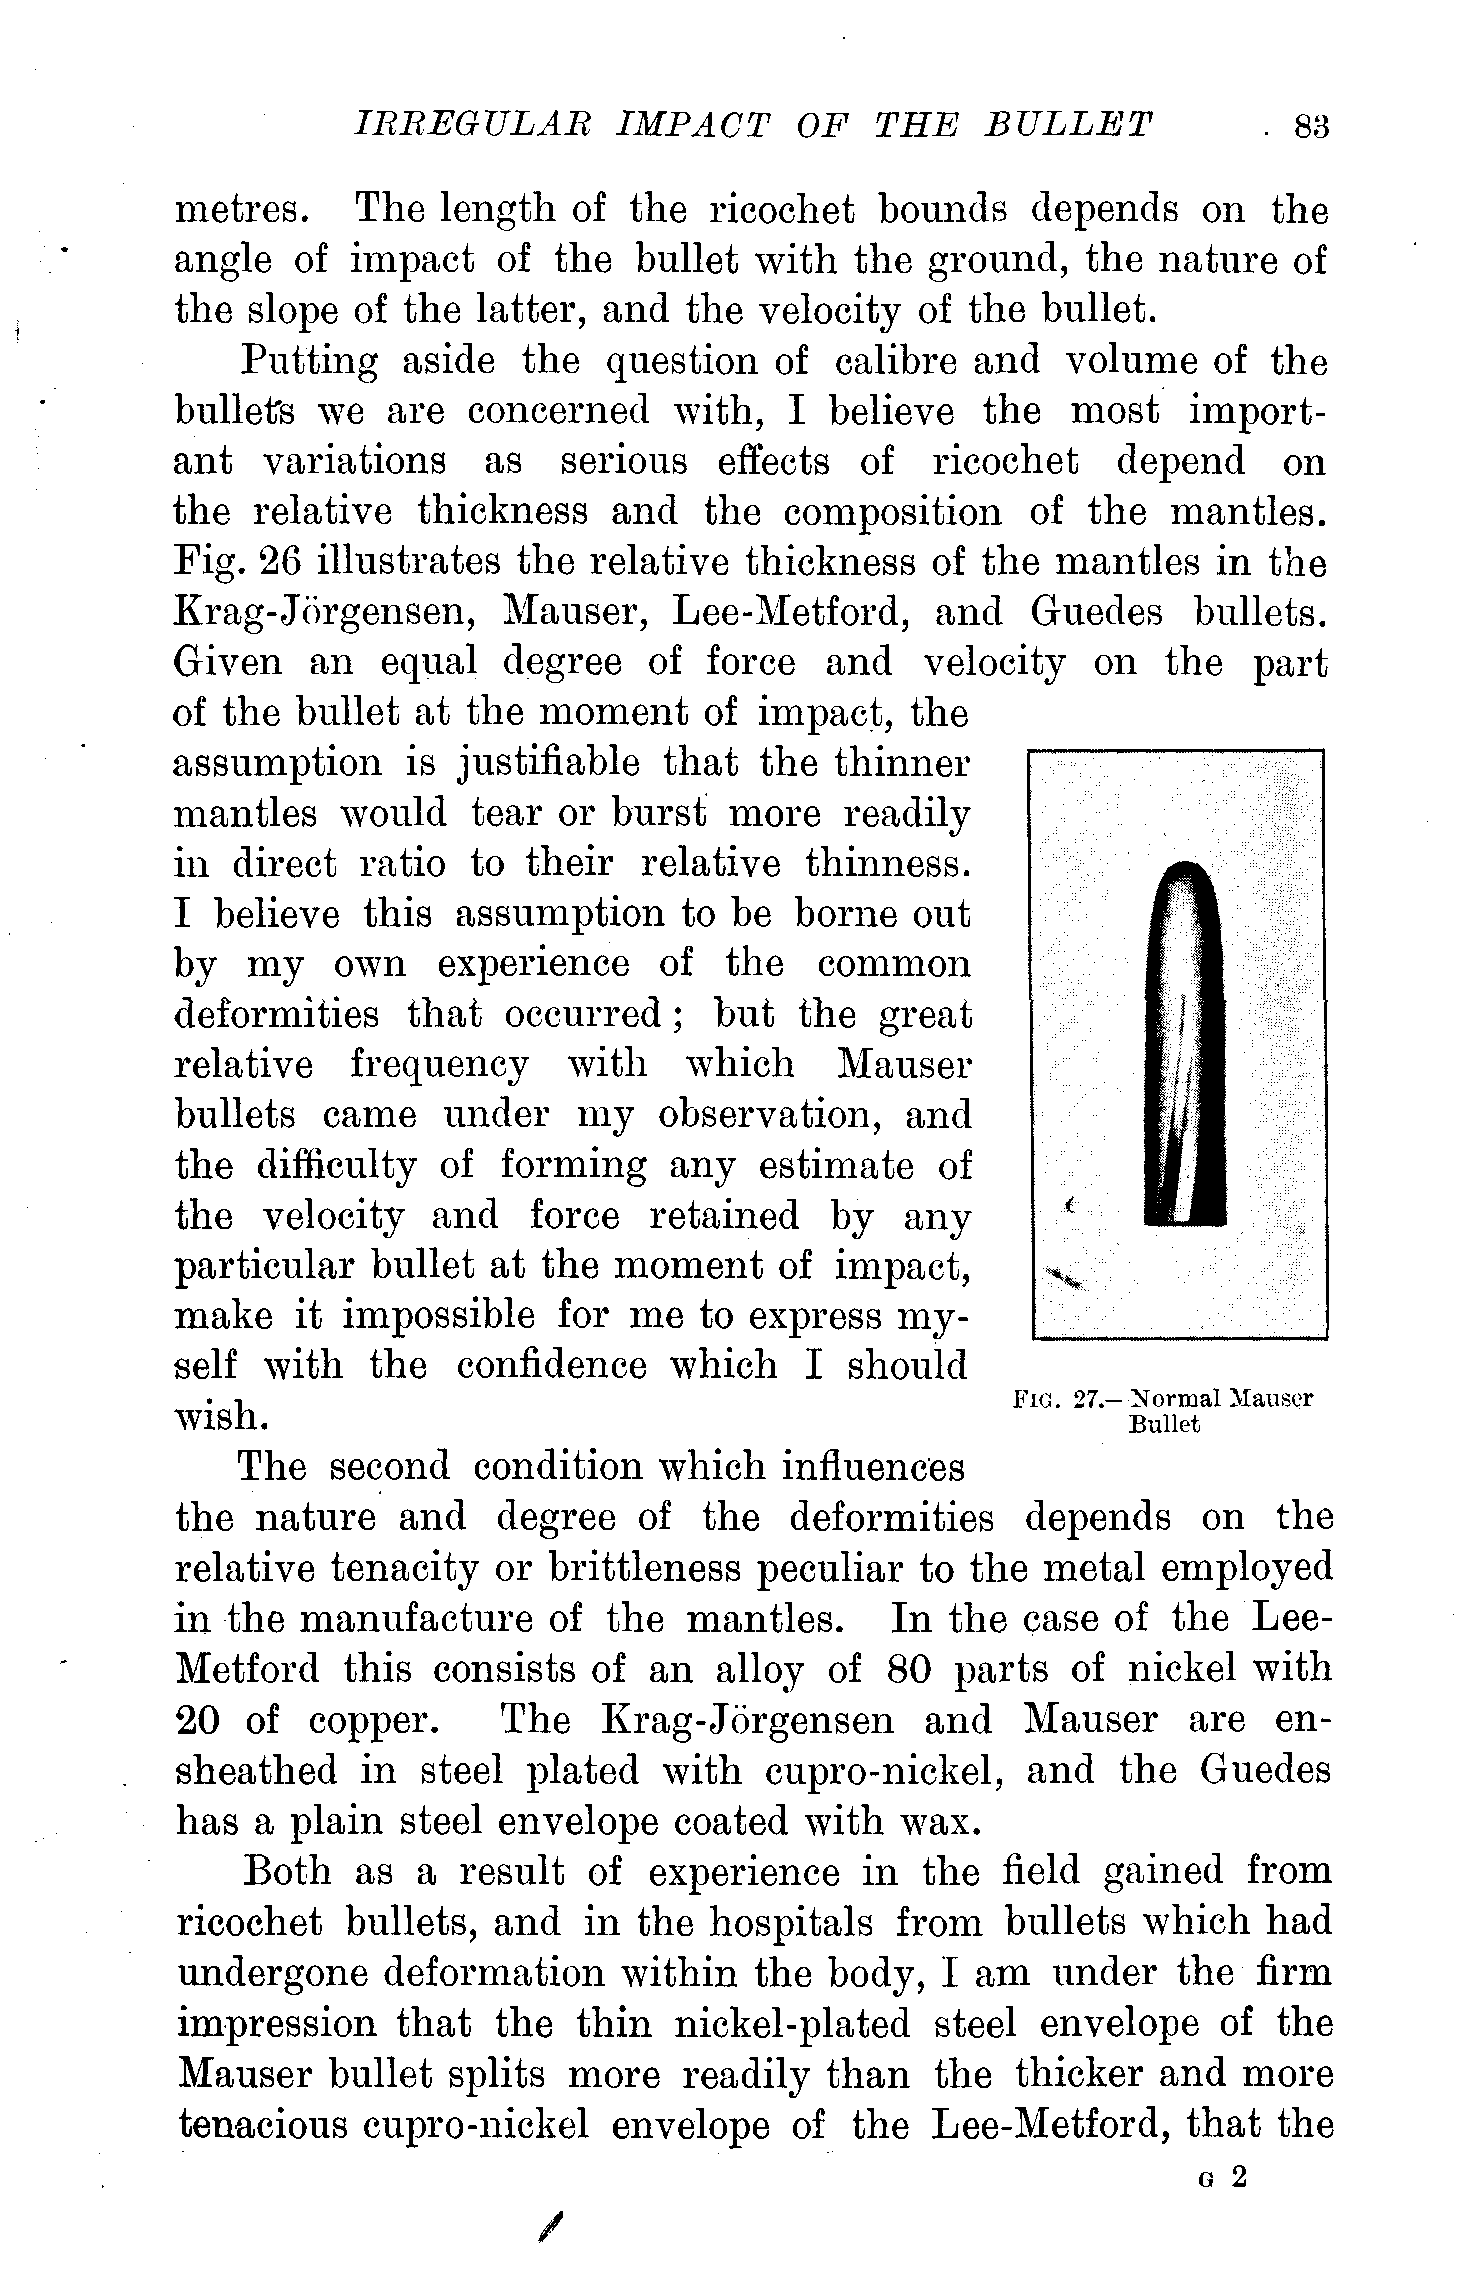 IRREGULAR IMPACT OF THE BULLET 83
metres. The length of the ricochet bounds depends on the
angle of impact of the bullet with the ground, the nature of
the slope of the latter, and the velocity of the bullet.
Putting aside the question of calibre and volume of the
bullets we are concerned with, I believe the most import-
ant variations as serious effects of ricochet depend on
the relative thickness and the composition of the mantles.
Fig. 26 illustrates the relative thickness of the mantles in the
Krag-Jörgensen, Mauser, Lee-Metford, and Guedes bullets.
Given an equal degree of force and velocity on the part
of the bullet at the moment of impact, the
assumption is justifiable that the thinner
mantles would tear or burst more readily
in direct ratio to their relative thinness.
I believe this assumption to be borne out
by my own experience of the common
deformities that occurred; but the great
relative frequency with which Mauser
bullets came under my observation, and
the difficulty of forming any estimate of
the velocity and force retained by any
particular bullet at the moment of impact,
make it impossible for me to express my-
self with the confidence which I should
wish.
FIG. 27.—Normal Mauser
Bullet
The second condition which influences
the nature and degree of the deformities depends on the
relative tenacity or brittleness peculiar to the metal employed
in the manufacture of the mantles. In the case of the Lee-
Metford this consists of an alloy of 80 parts of nickel with
20 of copper. The Krag-Jörgensen and Mauser are en-
sheathed in steel plated with cupro-nickel, and the Guedes
has a plain steel envelope coated with wax.
Both as a result of experience in the field gained from
ricochet bullets, and in the hospitals from bullets which had
undergone deformation within the body, I am under the firm
impression that the thin nickel-plated steel envelope of the
Mauser bullet splits more readily than the thicker and more
tenacious cupro-nickel envelope of the Lee-Metford, that the
G 2